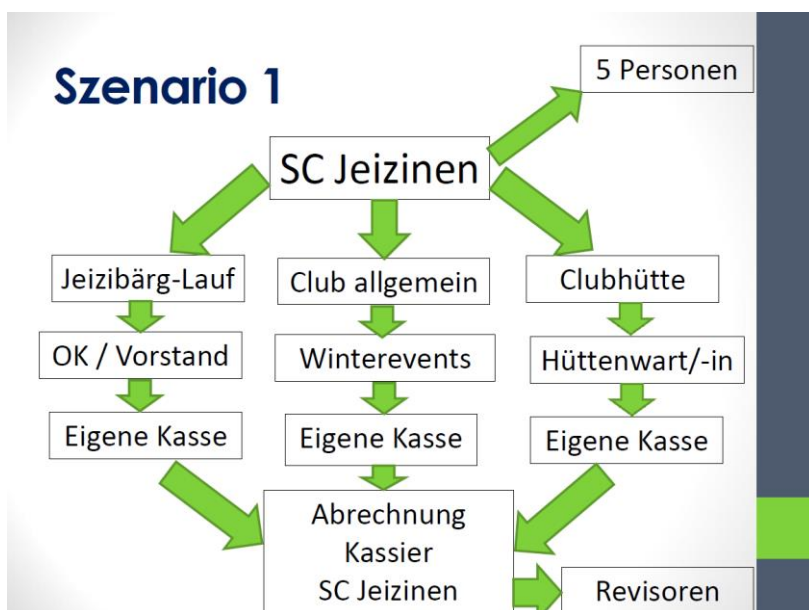 Szenario 1
5 Personen
SC Jeizinen
Jeizibärg-Lauf
Club allgemein
Clubhütte
OK / Vorstand
Winterevents
Hüttenwart/-in
Eigene Kasse
Eigene Kasse
Eigene Kasse
Abrechnung
Kassier
SC Jeizinen
Revisoren